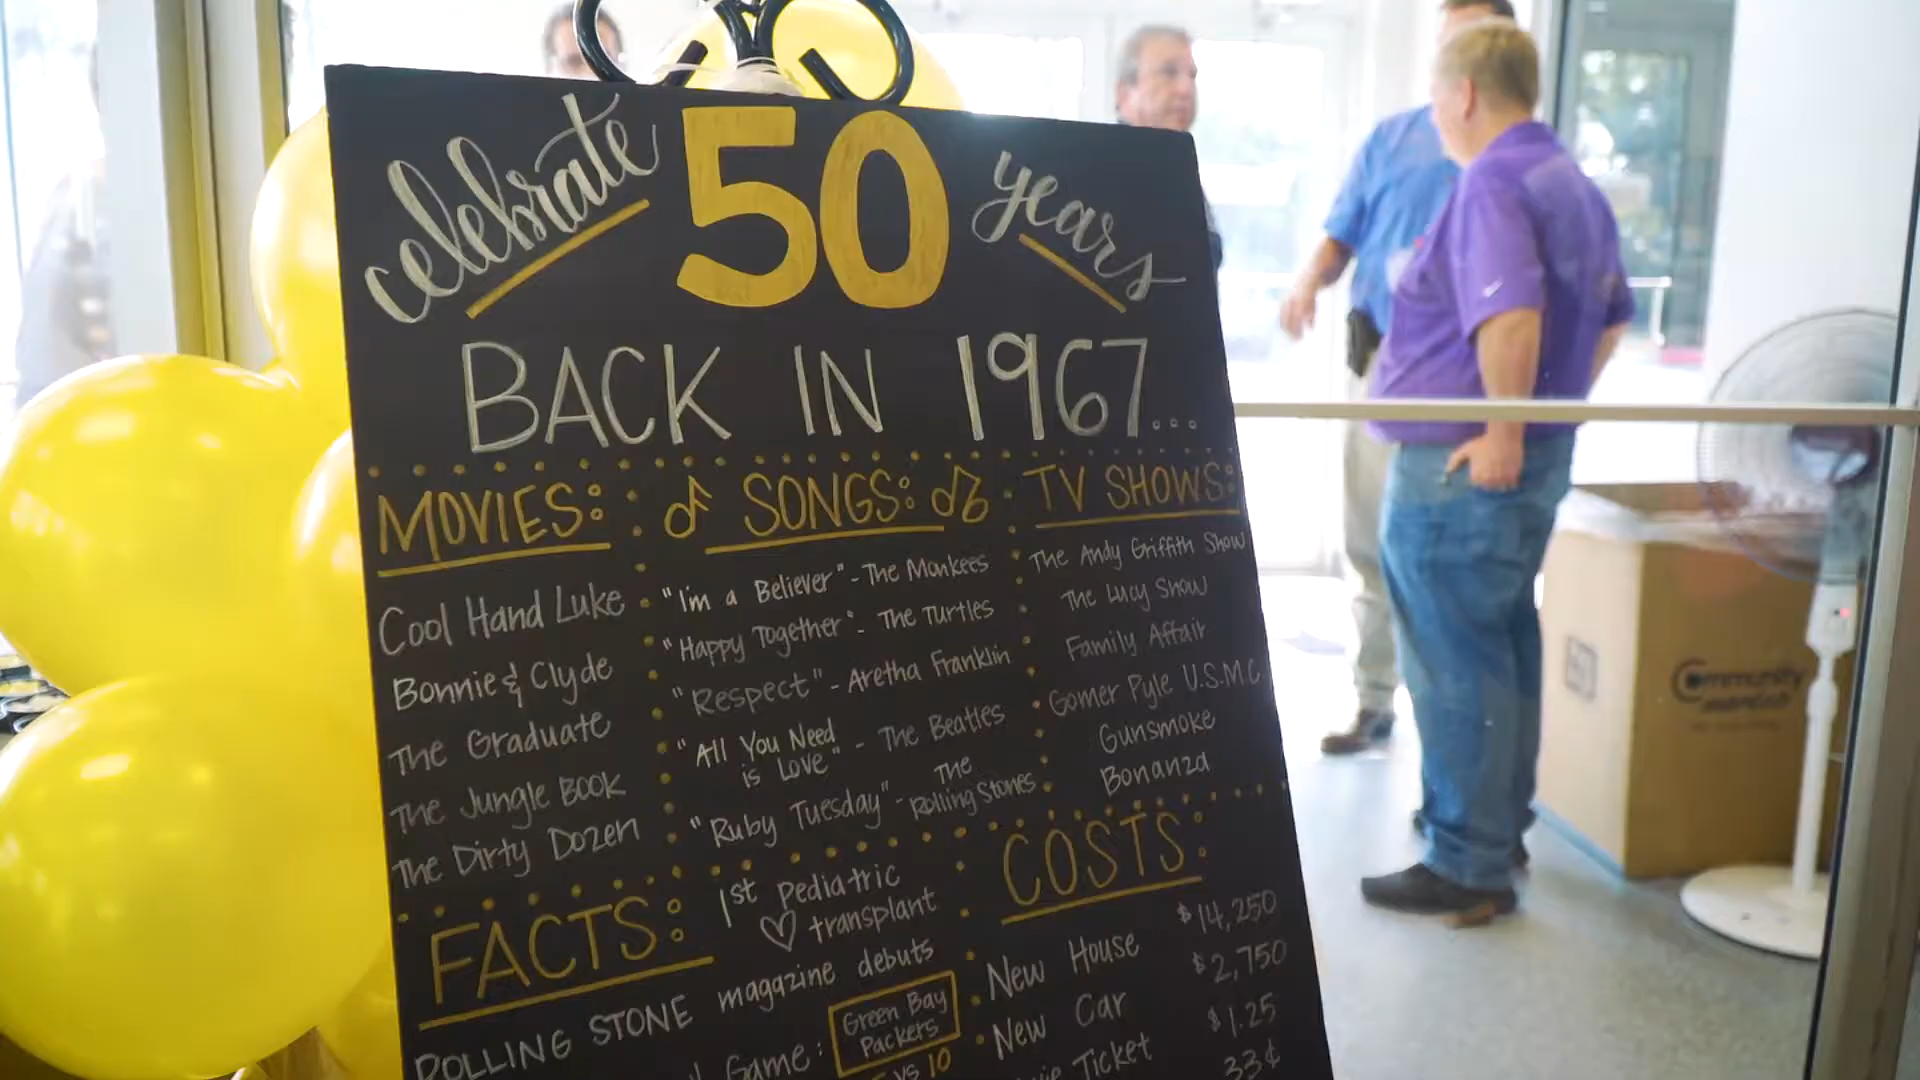 celebrate 50 years
BACK IN 1967...
MOVIES:
Cool Hand Luke
Bonnie & Clyde
The Graduate
The Jungle Book
The Dirty Dozen
SONGS:
"I'm a Believer" - The Monkees
"Happy Together" - The Turtles
"Respect" - Aretha Franklin
"All You Need
is Love" - The Beatles
"Ruby Tuesday" - The
Rolling Stones
TV SHOWS:
The Andy Griffith Show
The Lucy Show
Family Affair
Gomer Pyle U.S.M.C
Gunsmoke
Bonanza
FACTS:
1st pediatric
transplant
ROLLING STONE magazine debuts
Game: Green Bay
Packers
vs 10
COSTS:
New House $14,250
New Car $2,750
Ticket $1.25
33¢
Community